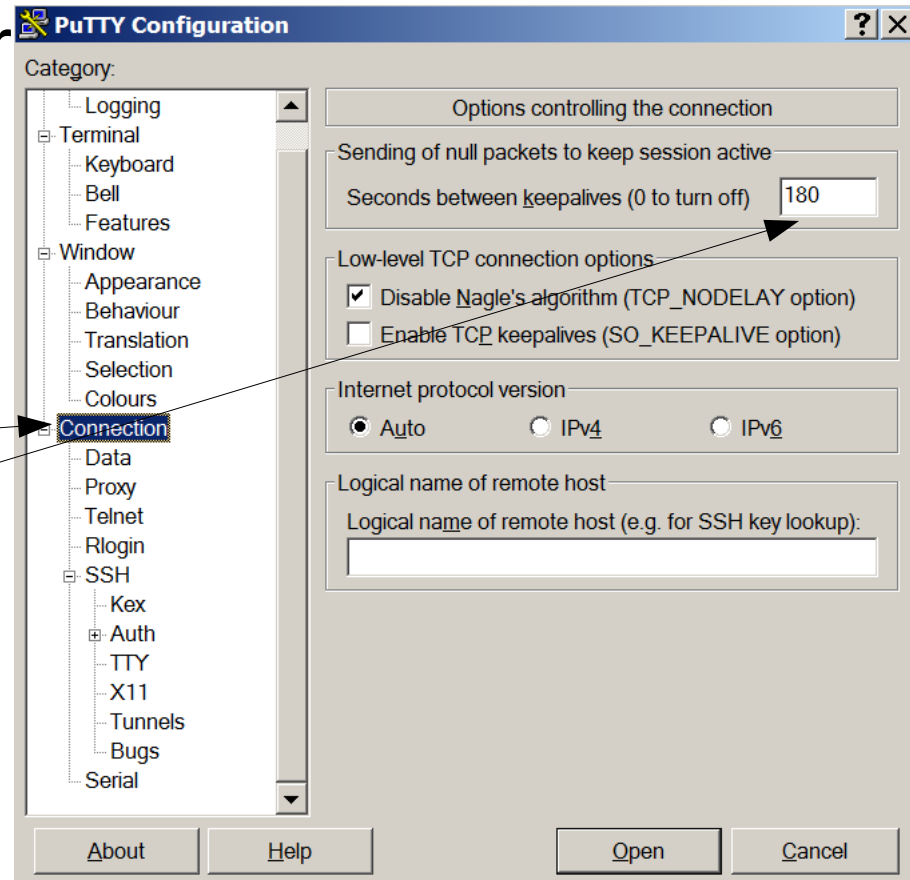 PuTTY Configuration
Category:
Logging
Terminal
Keyboard
Bell
Features
Window
Appearance
Behaviour
Translation
Selection
Colours
Connection
Data
Proxy
Telnet
Rlogin
SSH
Kex
Auth
TTY
X11
Tunnels
Bugs
Serial
Options controlling the connection
Sending of null packets to keep session active
Seconds between keepalives (0 to turn off) 180
Low-level TCP connection options
Disable Nagle's algorithm (TCP_NODELAY option)
Enable TCP keepalives (SO_KEEPALIVE option)
Internet protocol version
Auto IPv4 IPv6
Logical name of remote host
Logical name of remote host (e.g. for SSH key lookup):
About Help Open Cancel